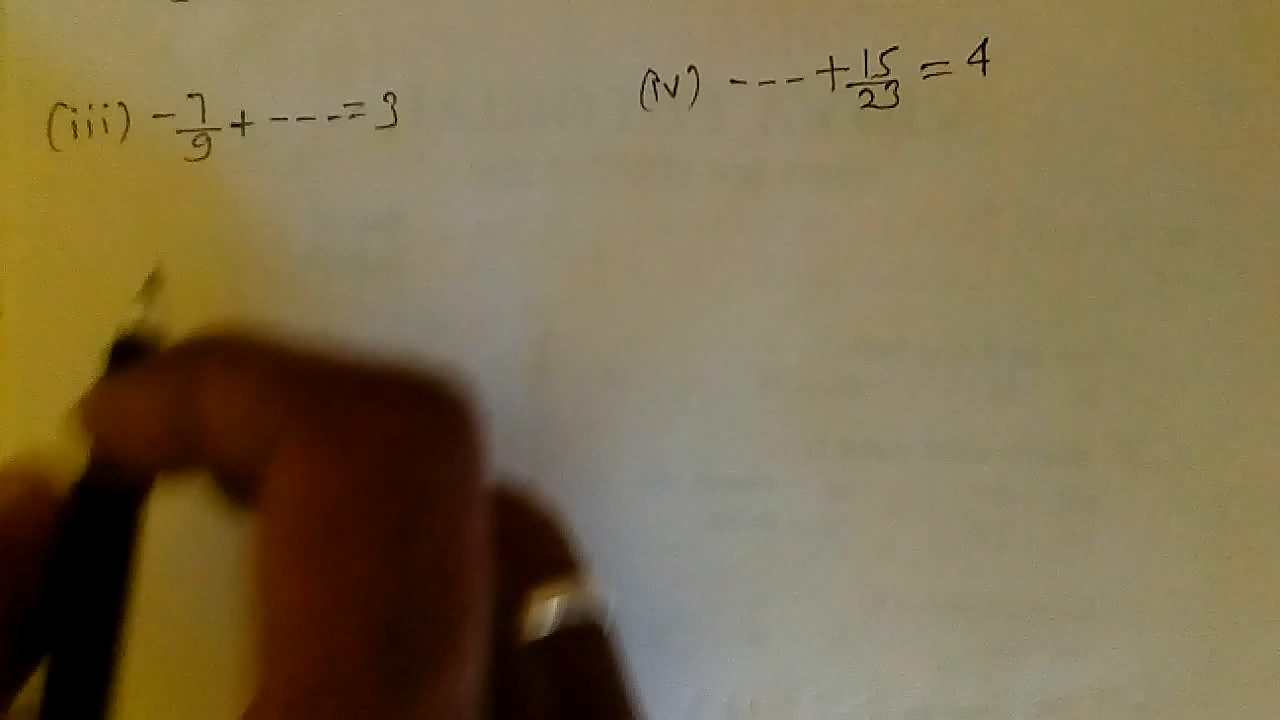 (iii) -7/9 + ---- = 3
(iv) --- + 15/23 = 4